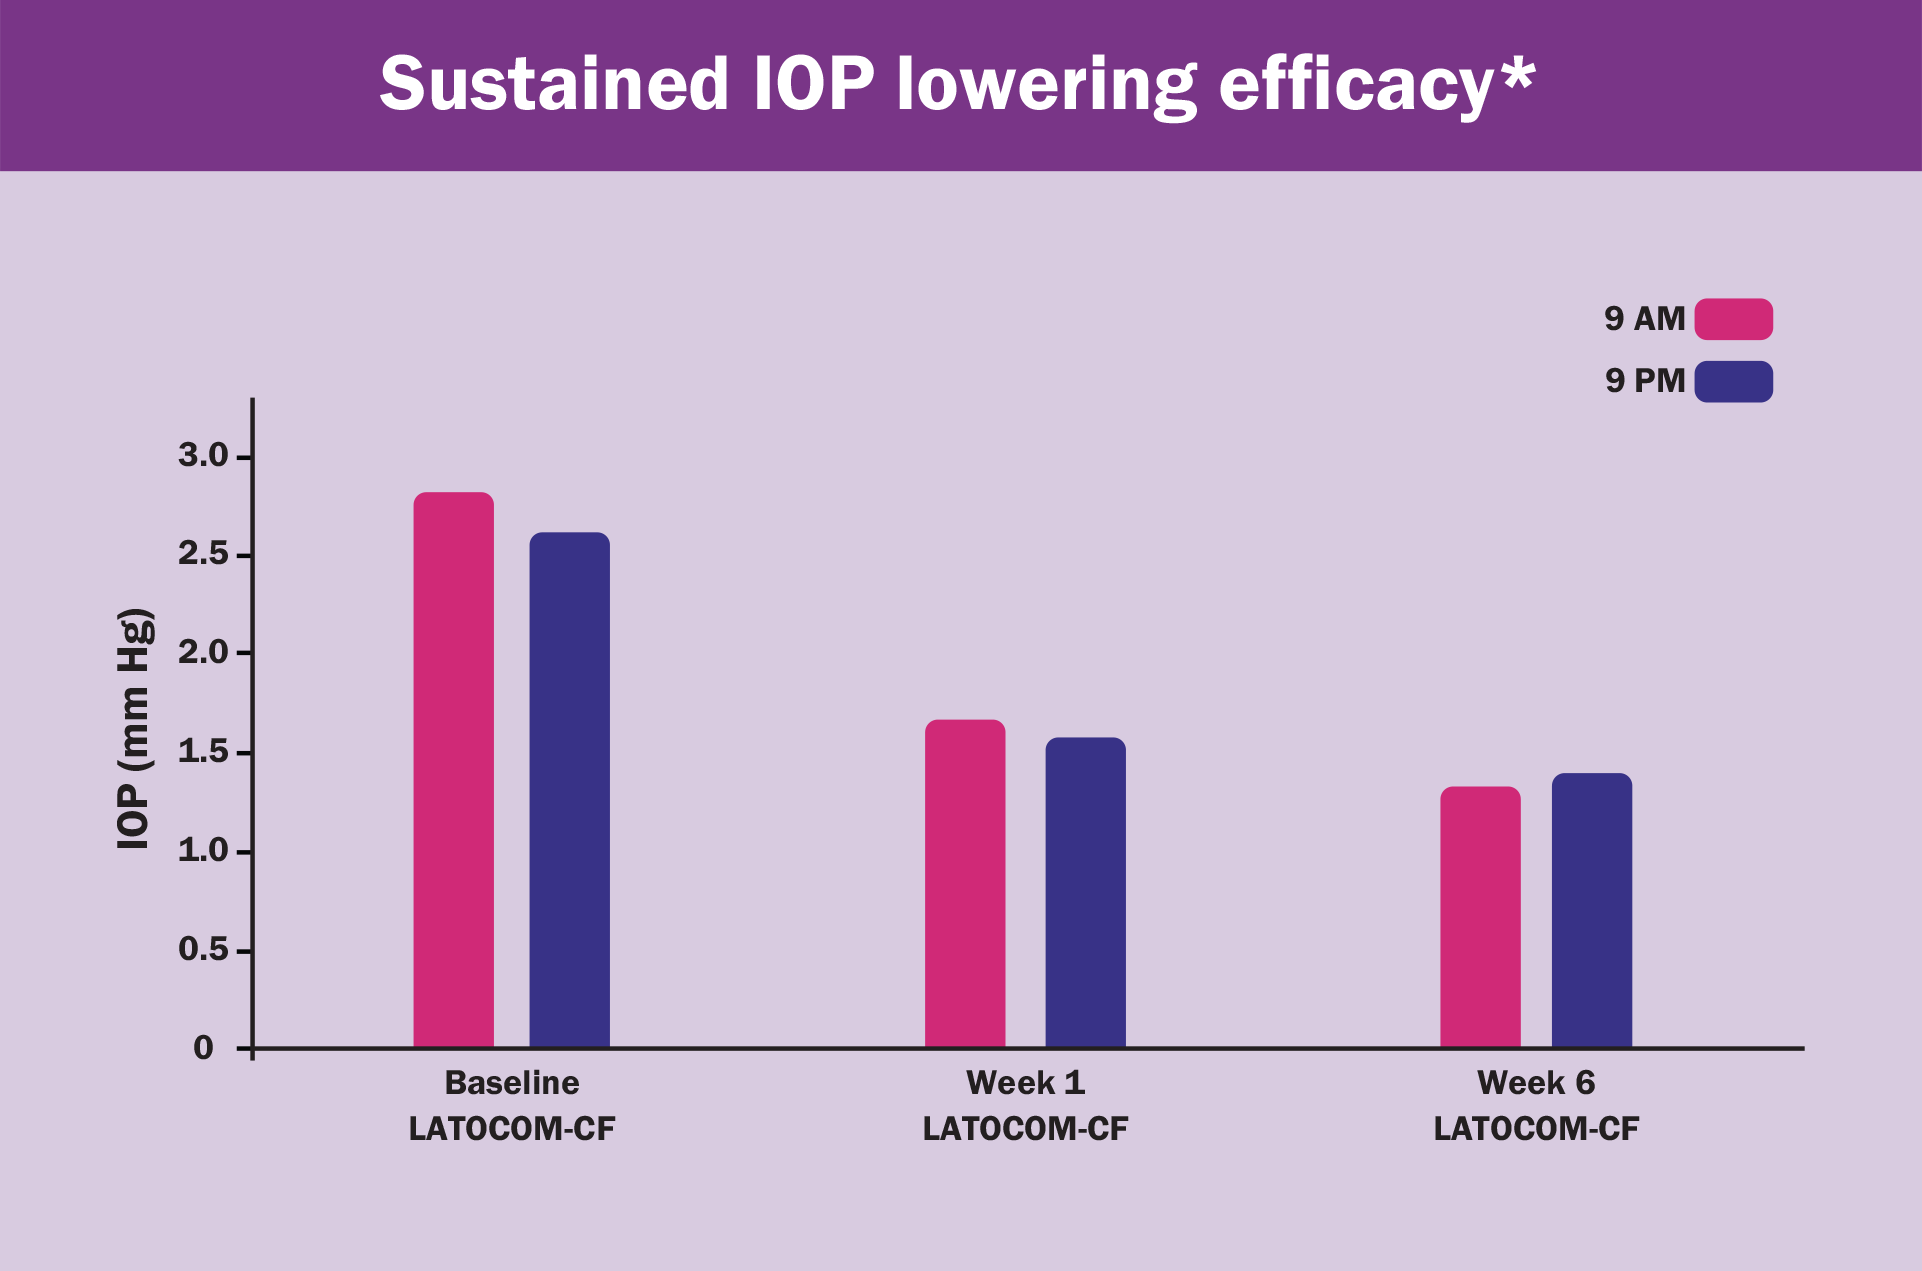 Sustained IOP lowering efficacy*
9 AM
9 PM
IOP (mm Hg)
3.0
2.5
2.0
1.5
1.0
0.5
0
Baseline
LATOCOM-CF
Week 1
LATOCOM-CF
Week 6
LATOCOM-CF